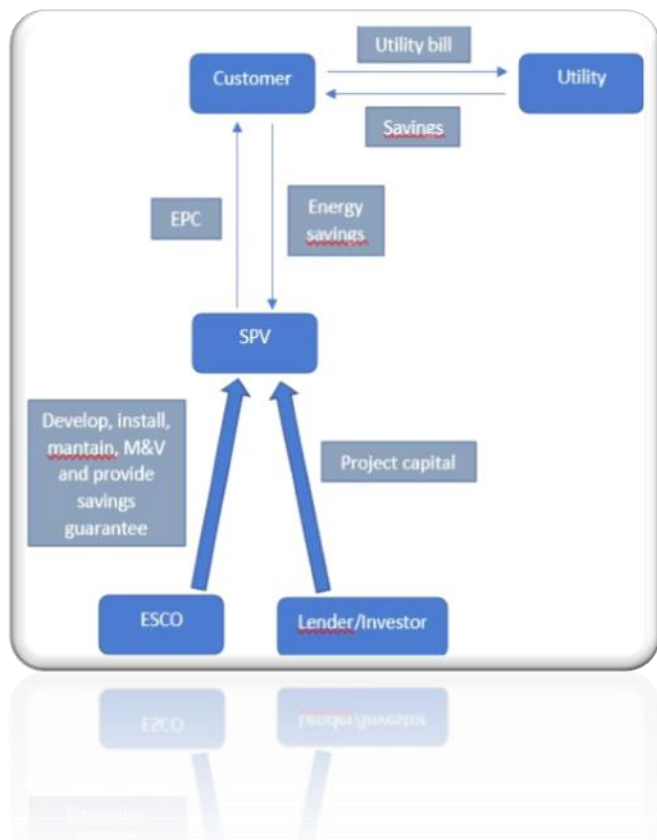 Utility bill
Customer
Utility
Savings
EPC
Energy
savings
SPV
Develop, install,
mantain, M&V
and provide
savings
guarantee
Project capital
ESCO
Lender/Investor